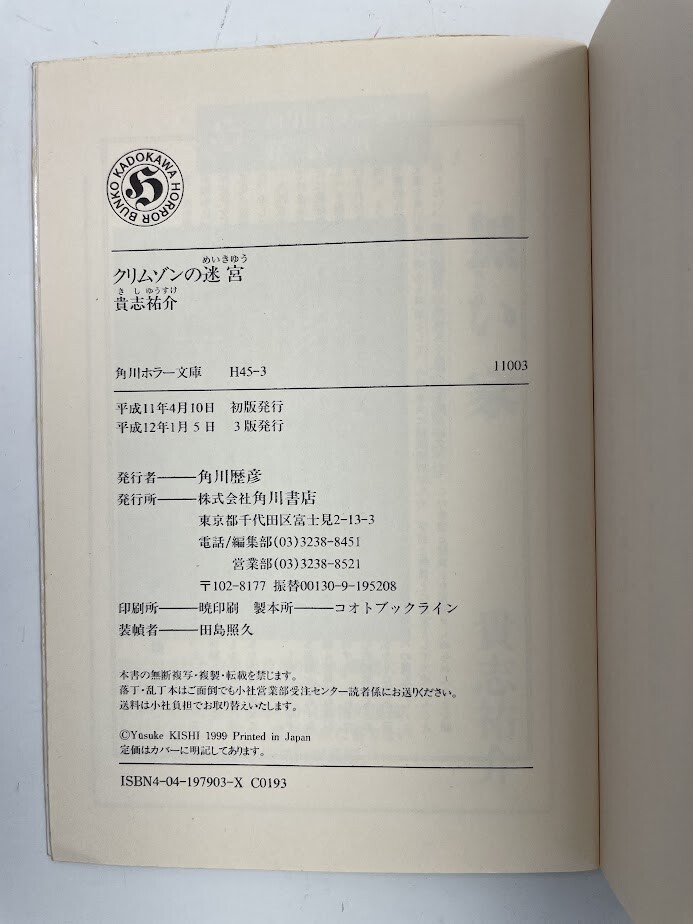 KADOKAWA HORROR BUNKO
H
めいきゅう
クリムゾンの迷宮
きしゆうすけ
貴志祐介
角川ホラー文庫 H45-3 11003
平成11年4月10日 初版発行
平成12年1月5日 3版発行
発行者───角川歴彦
発行所───株式会社角川書店
東京都千代田区富士見2-13-3
電話/編集部(03)3238-8451
営業部(03)3238-8521
〒102-8177 振替00130-9-195208
印刷所───暁印刷 製本所───コオトブックライン
装幀者───田島照久
本書の無断複写・複製・転載を禁じます。
落丁・乱丁本はご面倒でも小社営業部受注センター読者係にお送りください。
送料は小社負担でお取り替えいたします。
©Yusuke KISHI 1999 Printed in Japan
定価はカバーに明記してあります。
ISBN4-04-197903-X C0193